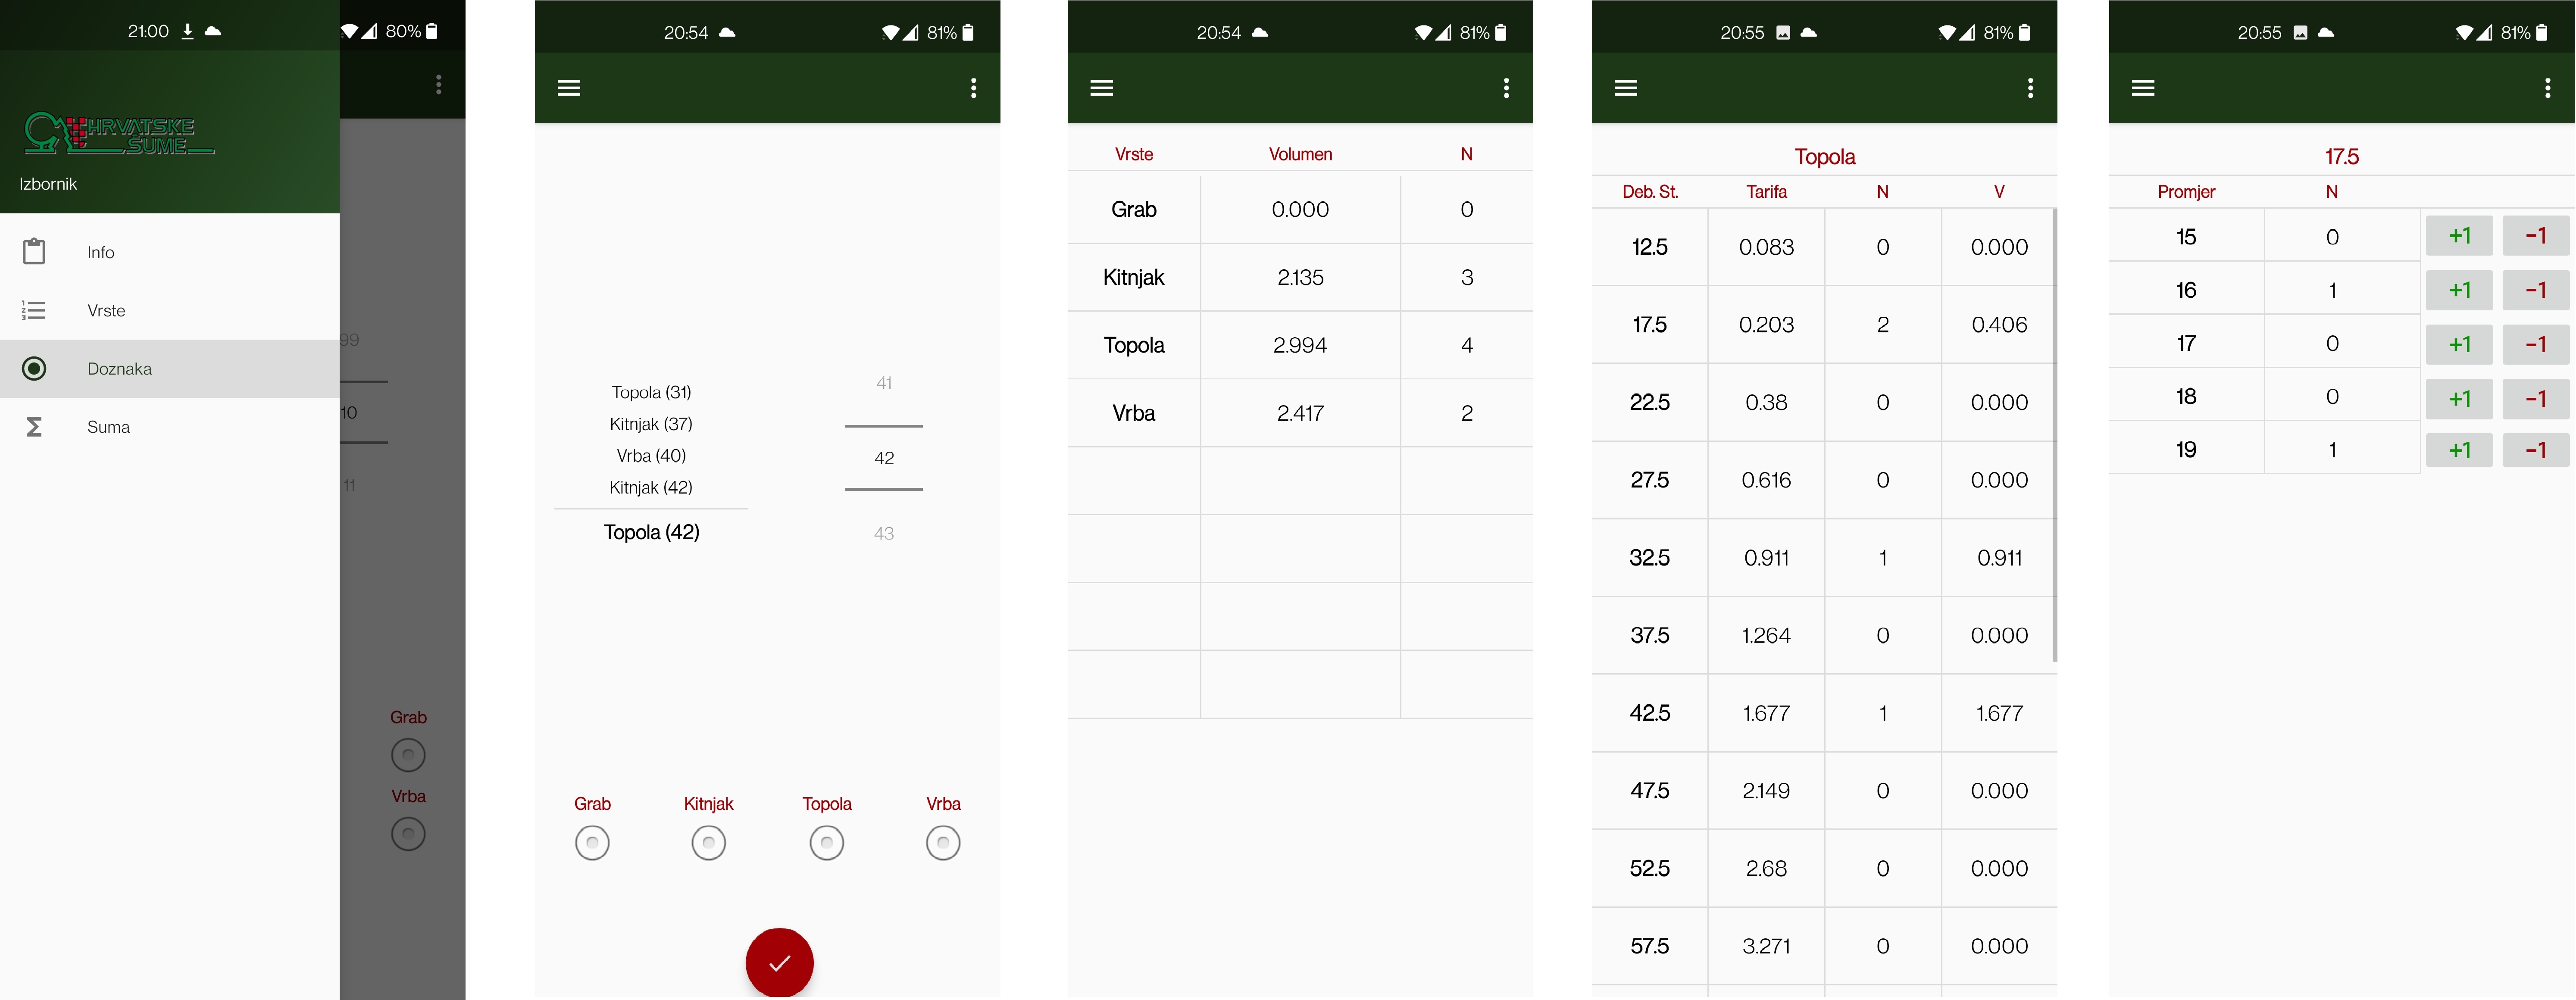 21:00
80%
HRVATSKE
ŠUME
Izbornik
Info
Vrste
Doznaka
Suma
99
10
11
Grab
Vrba
20:54 81%
Topola (31)
Kitnjak (37)
Vrba (40)
Kitnjak (42)
Topola (42)
41
42
43
Grab Kitnjak Topola Vrba
20:54 81%
Vrste Volumen N
Grab 0.000 0
Kitnjak 2.135 3
Topola 2.994 4
Vrba 2.417 2
20:55 81%
Topola
Deb. St. Tarifa N V
12.5 0.083 0 0.000
17.5 0.203 2 0.406
22.5 0.38 0 0.000
27.5 0.616 0 0.000
32.5 0.911 1 0.911
37.5 1.264 0 0.000
42.5 1.677 1 1.677
47.5 2.149 0 0.000
52.5 2.68 0 0.000
57.5 3.271 0 0.000
20:55 81%
17.5
Promjer N
15 0 +1 -1
16 1 +1 -1
17 0 +1 -1
18 0 +1 -1
19 1 +1 -1